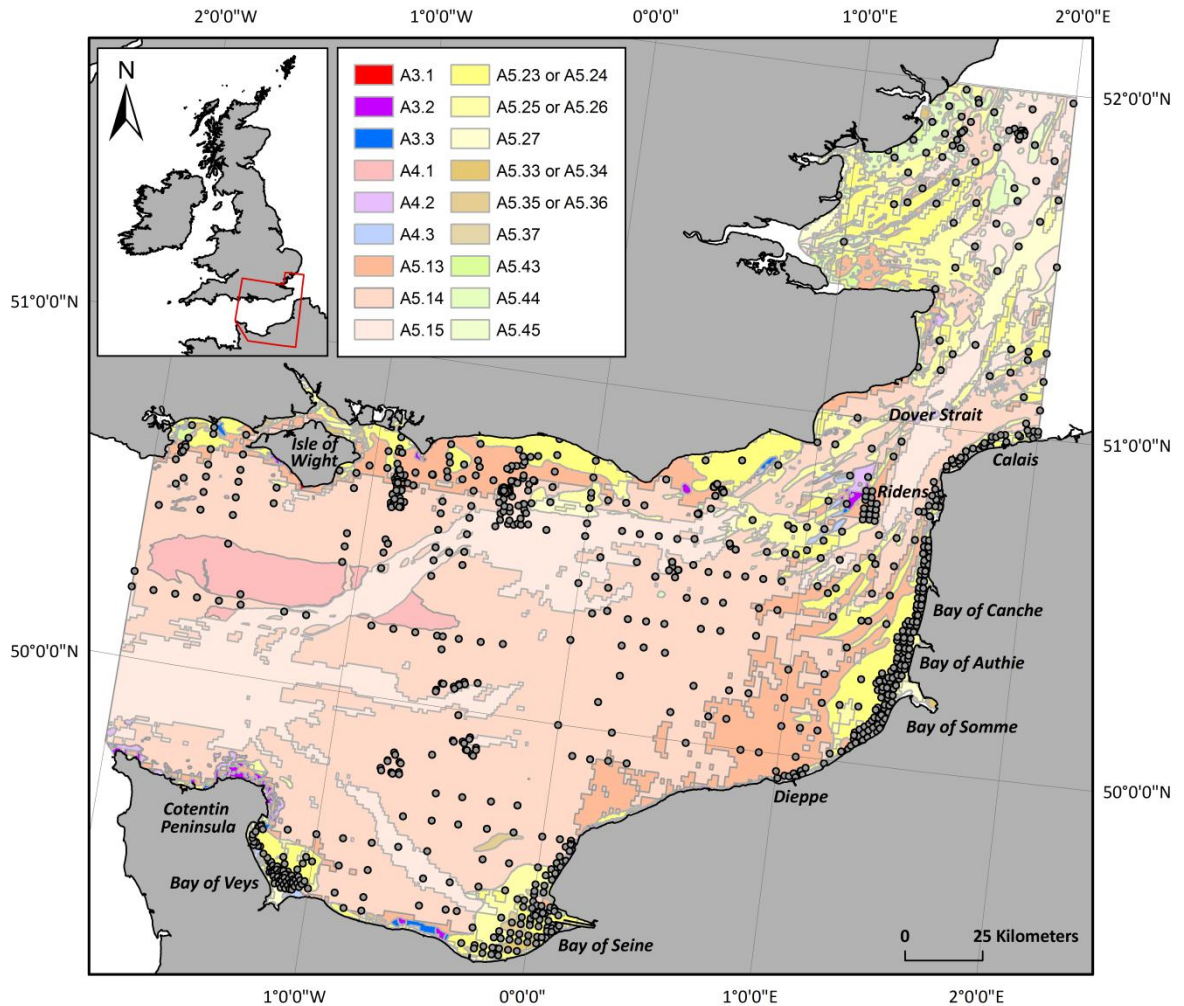 2°0'0"W
1°0'0"W
0°0'0"
1°0'0"E
2°0'0"E
N
A3.1
A3.2
A3.3
A4.1
A4.2
A4.3
A5.13
A5.14
A5.15
A5.23 or A5.24
A5.25 or A5.26
A5.27
A5.33 or A5.34
A5.35 or A5.36
A5.37
A5.43
A5.44
A5.45
52°0'0"N
51°0'0"N
Dover Strait
51°0'0"N
Isle of
Wight
Calais
Ridens
Bay of Canche
50°0'0"N
Bay of Authie
Bay of Somme
50°0'0"N
Dieppe
Cotentin
Peninsula
Bay of Veys
Bay of Seine
0
25 Kilometers
1°0'0"W
0°0'0"
1°0'0"E
2°0'0"E